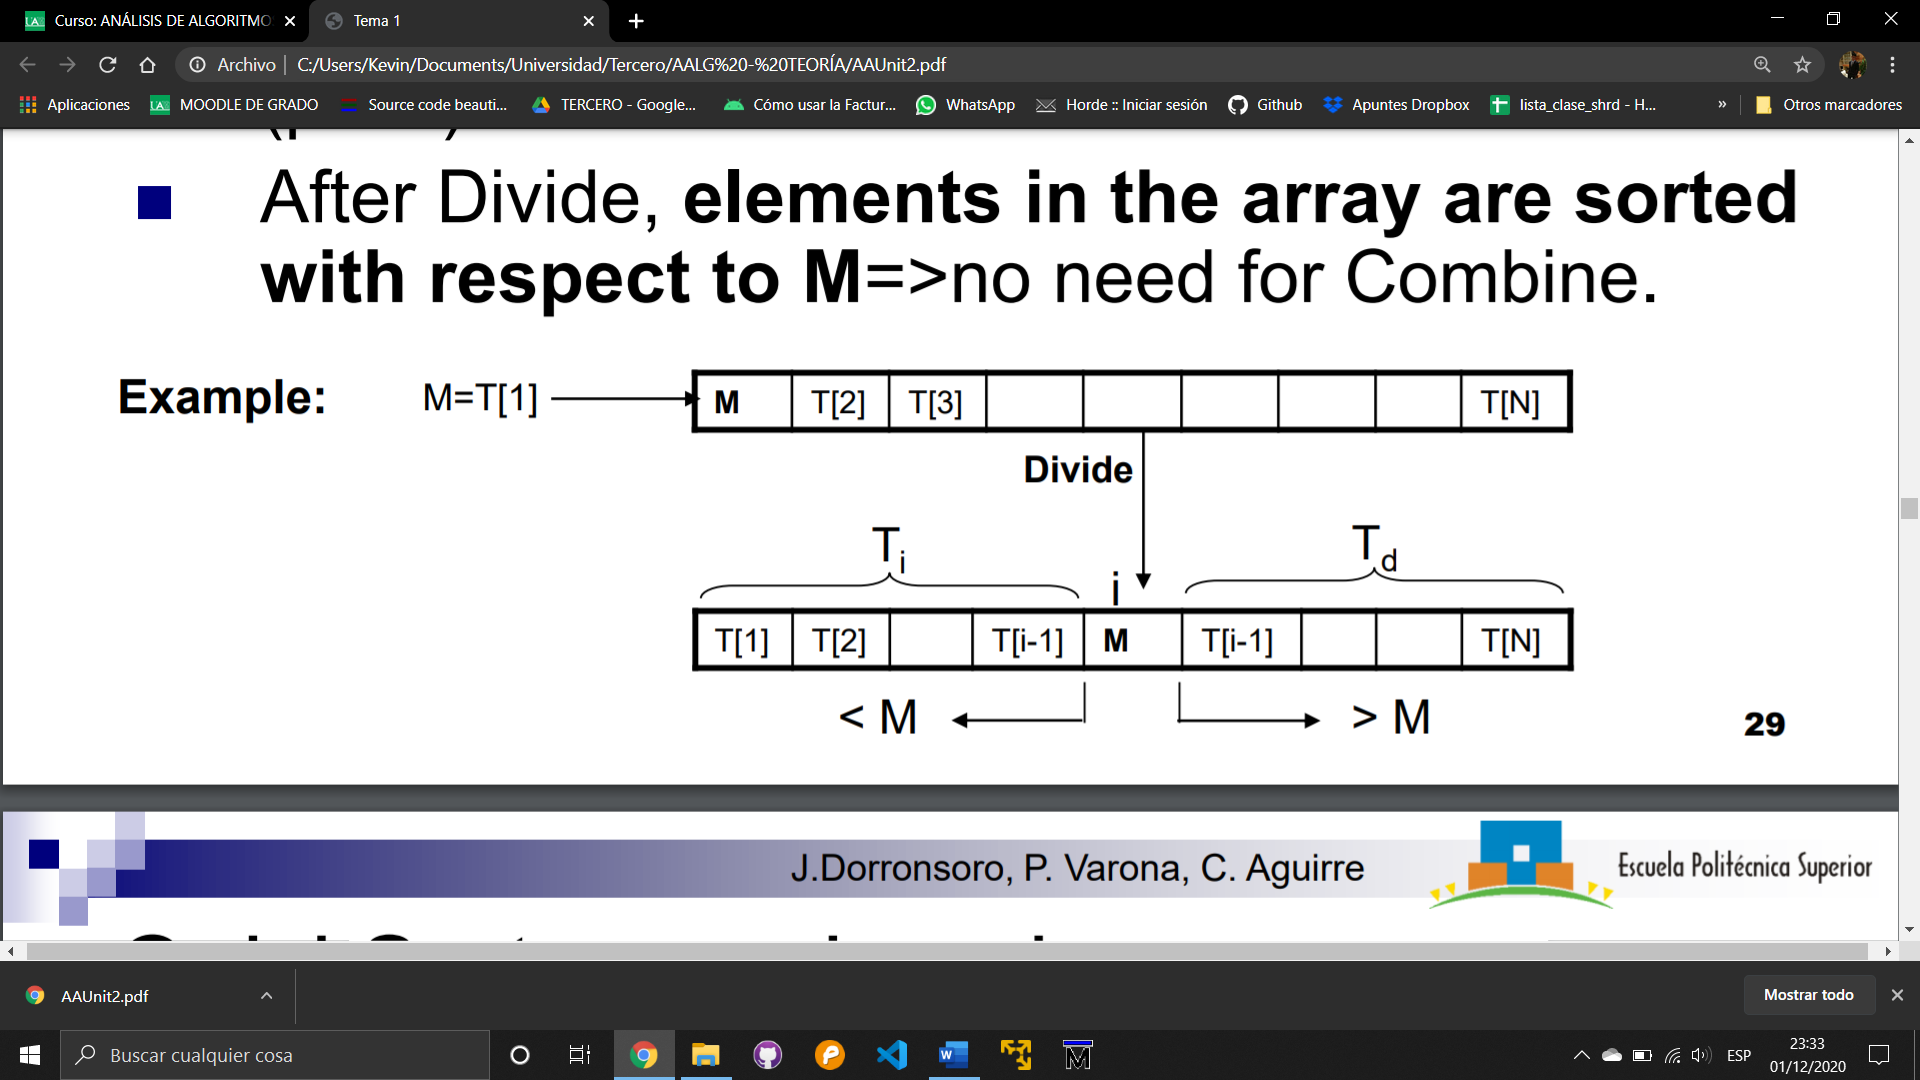 Curso: ANÁLISIS DE ALGORITMO
Tema 1
Archivo
C:/Users/Kevin/Documents/Universidad/Tercero/AALG%20-%20TEORÍA/AAUnit2.pdf
Aplicaciones
MOODLE DE GRADO
Source code beauti...
TERCERO - Google...
Cómo usar la Factur...
WhatsApp
Horde :: Iniciar sesión
Github
Apuntes Dropbox
lista_clase_shrd - H...
»
Otros marcadores
After Divide, elements in the array are sorted
with respect to M=>no need for Combine.
Example:
M=T[1]
M T[2] T[3] T[N]
Divide
Ti i Td
T[1] T[2] T[i-1] M T[i-1] T[N]
< M > M
29
J.Dorronsoro, P. Varona, C. Aguirre
Escuela Politécnica Superior
AAUnit2.pdf
Mostrar todo
Buscar cualquier cosa
ESP
23:33
01/12/2020